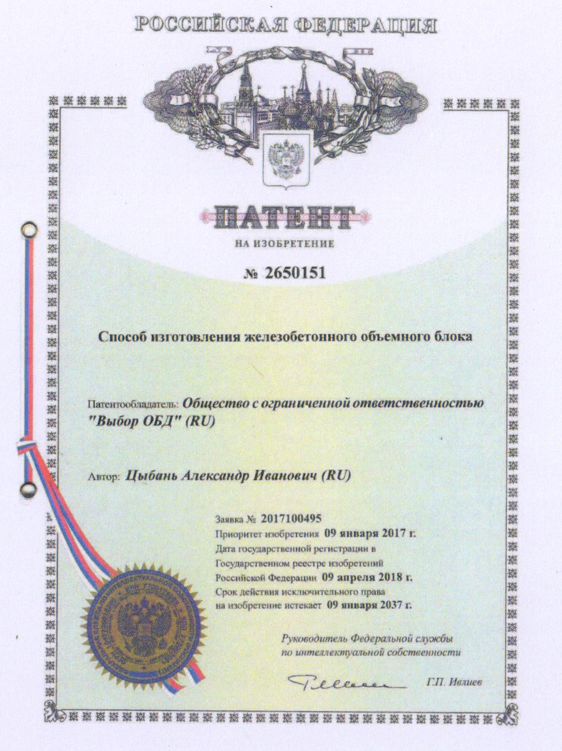 РОССИЙСКАЯ ФЕДЕРАЦИЯ
ПАТЕНТ
НА ИЗОБРЕТЕНИЕ
№ 2650151
Способ изготовления железобетонного объемного блока
Патентообладатель: Общество с ограниченной ответственностью
"Выбор ОБД" (RU)
Автор: Цыбань Александр Иванович (RU)
Заявка № 2017100495
Приоритет изобретения 09 января 2017 г.
Дата государственной регистрации в
Государственном реестре изобретений
Российской Федерации 09 апреля 2018 г.
Срок действия исключительного права
на изобретение истекает 09 января 2037 г.
Руководитель Федеральной службы
по интеллектуальной собственности
Г.П. Ивлиев